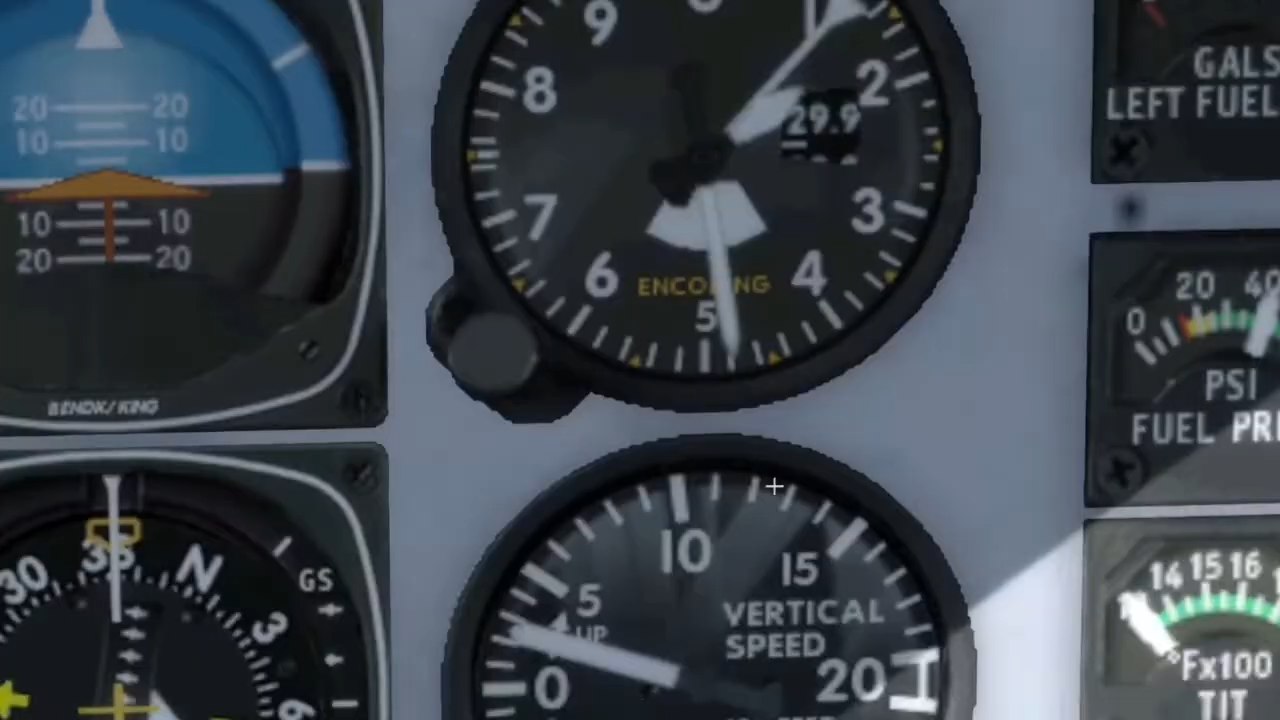 20 20
10 10
10 10
20 20
BENDK/KING
9
8
7
6
5
4
3
2
29.9
ENCODING
GALS
LEFT FUEL
0 20 40
PSI
FUEL PR
30 33 N 3 6
GS
0 5 10 15 20
UP
VERTICAL
SPEED
14 15 16
°Fx100
TIT